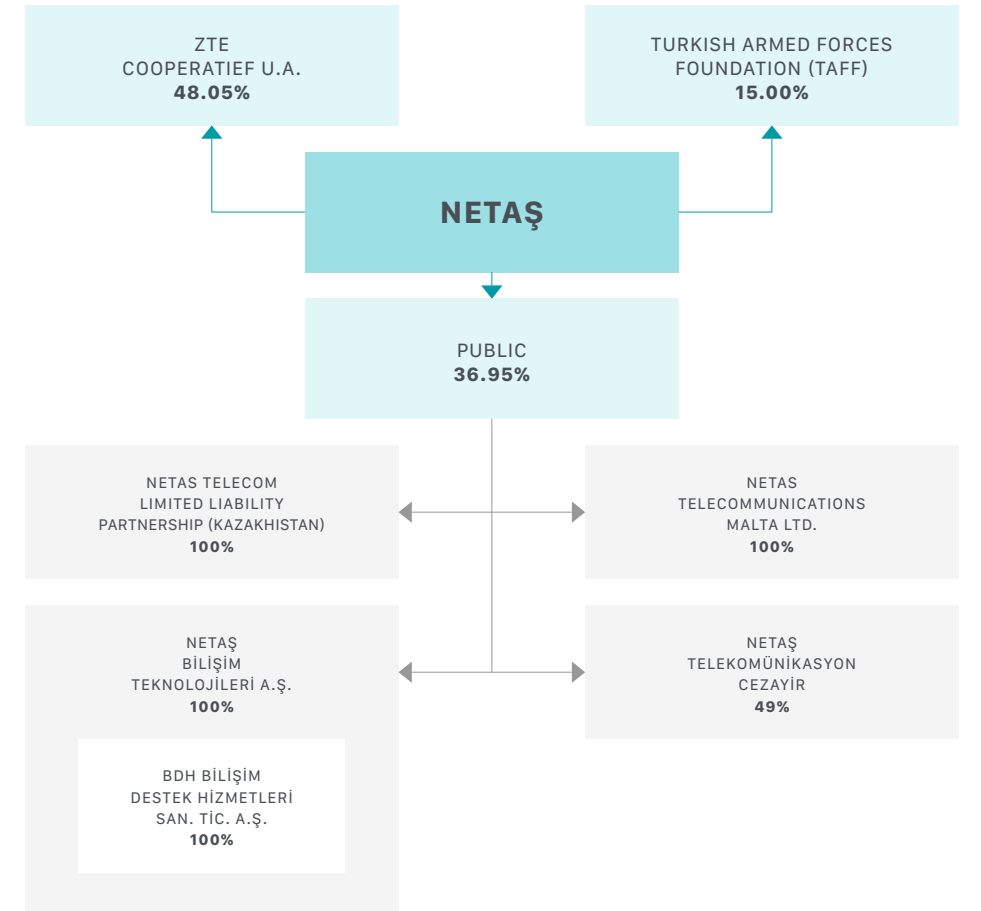 ZTE
COOPERATIEF U.A.
48.05%
TURKISH ARMED FORCES
FOUNDATION (TAFF)
15.00%
NETAŞ
PUBLIC
36.95%
NETAS TELECOM
LIMITED LIABILITY
PARTNERSHIP (KAZAKHISTAN)
100%
NETAS
TELECOMMUNICATIONS
MALTA LTD.
100%
NETAŞ
BİLİŞİM
TEKNOLOJİLERİ A.Ş.
100%
NETAŞ
TELEKOMÜNİKASYON
CEZAYİR
49%
BDH BİLİŞİM
DESTEK HİZMETLERİ
SAN. TİC. A.Ş.
100%